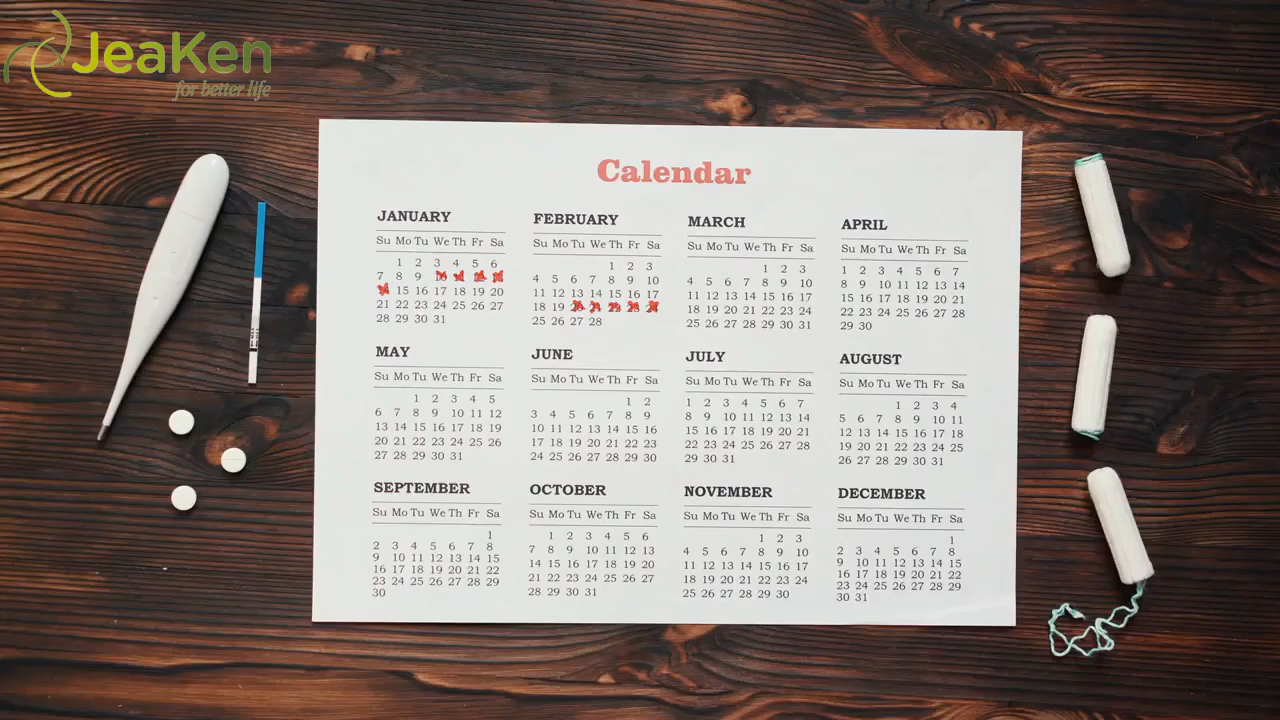 JeaKen
for better life
Calendar
JANUARY
Su Mo Tu We Th Fr Sa
1 2 3 4 5 6
7 8 9
15 16 17 18 19 20
21 22 23 24 25 26 27
28 29 30 31
FEBRUARY
Su Mo Tu We Th Fr Sa
1 2 3
4 5 6 7 8 9 10
11 12 13 14 15 16 17
18 19
25 26 27 28
MARCH
Su Mo Tu We Th Fr Sa
1 2 3
4 5 6 7 8 9 10
11 12 13 14 15 16 17
18 19 20 21 22 23 24
25 26 27 28 29 30 31
APRIL
Su Mo Tu We Th Fr Sa
1 2 3 4 5 6 7
8 9 10 11 12 13 14
15 16 17 18 19 20 21
22 23 24 25 26 27 28
29 30
MAY
Su Mo Tu We Th Fr Sa
1 2 3 4 5
6 7 8 9 10 11 12
13 14 15 16 17 18 19
20 21 22 23 24 25 26
27 28 29 30 31
JUNE
Su Mo Tu We Th Fr Sa
1 2
3 4 5 6 7 8 9
10 11 12 13 14 15 16
17 18 19 20 21 22 23
24 25 26 27 28 29 30
JULY
Su Mo Tu We Th Fr Sa
1 2 3 4 5 6 7
8 9 10 11 12 13 14
15 16 17 18 19 20 21
22 23 24 25 26 27 28
29 30 31
AUGUST
Su Mo Tu We Th Fr Sa
1 2 3 4
5 6 7 8 9 10 11
12 13 14 15 16 17 18
19 20 21 22 23 24 25
26 27 28 29 30 31
SEPTEMBER
Su Mo Tu We Th Fr Sa
1
2 3 4 5 6 7 8
9 10 11 12 13 14 15
16 17 18 19 20 21 22
23 24 25 26 27 28 29
30
OCTOBER
Su Mo Tu We Th Fr Sa
1 2 3 4 5 6
7 8 9 10 11 12 13
14 15 16 17 18 19 20
21 22 23 24 25 26 27
28 29 30 31
NOVEMBER
Su Mo Tu We Th Fr Sa
1 2 3
4 5 6 7 8 9 10
11 12 13 14 15 16 17
18 19 20 21 22 23 24
25 26 27 28 29 30
DECEMBER
Su Mo Tu We Th Fr Sa
1
2 3 4 5 6 7 8
9 10 11 12 13 14 15
16 17 18 19 20 21 22
23 24 25 26 27 28 29
30 31